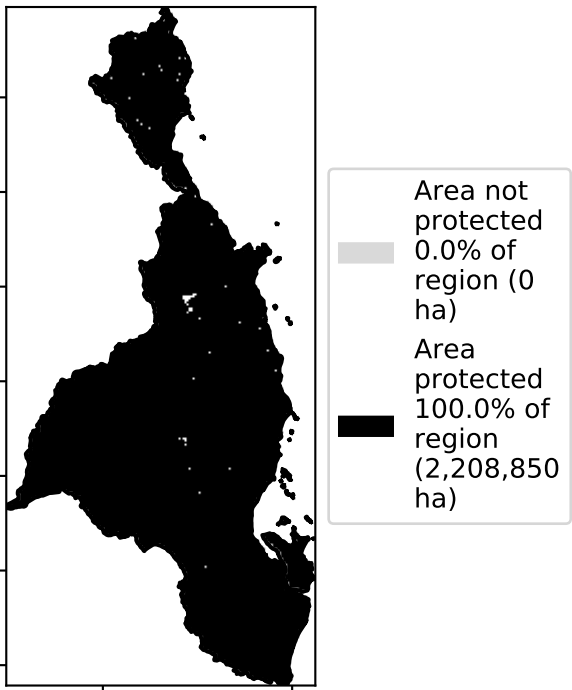 Area not
protected
0.0% of
region (0
ha)
Area
protected
100.0% of
region
(2,208,850
ha)